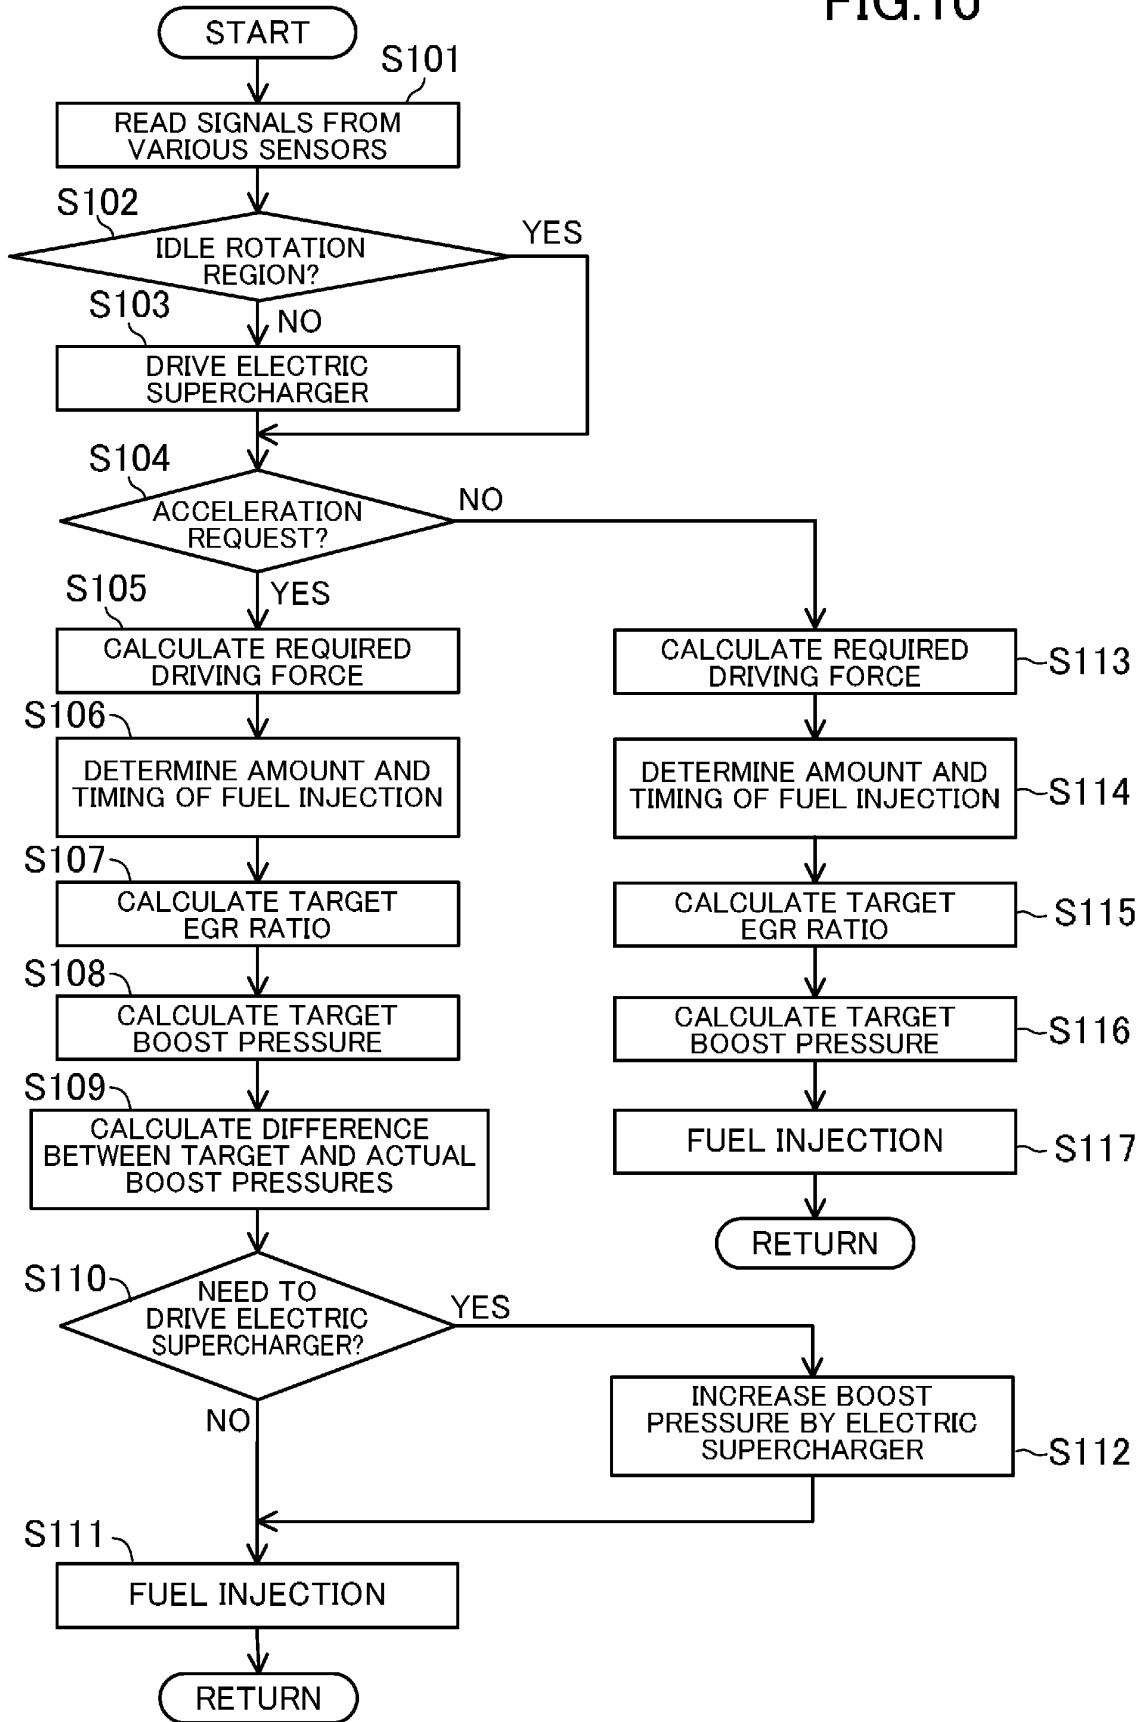 FIG.10
START
S101
READ SIGNALS FROM
VARIOUS SENSORS
S102
IDLE ROTATION
REGION?
YES
NO
S103
DRIVE ELECTRIC
SUPERCHARGER
S104
ACCELERATION
REQUEST?
NO
YES
S105
CALCULATE REQUIRED
DRIVING FORCE
S106
DETERMINE AMOUNT AND
TIMING OF FUEL INJECTION
S107
CALCULATE TARGET
EGR RATIO
S108
CALCULATE TARGET
BOOST PRESSURE
S109
CALCULATE DIFFERENCE
BETWEEN TARGET AND ACTUAL
BOOST PRESSURES
S110
NEED TO
DRIVE ELECTRIC
SUPERCHARGER?
YES
NO
INCREASE BOOST
PRESSURE BY ELECTRIC
SUPERCHARGER
S112
S111
FUEL INJECTION
RETURN
CALCULATE REQUIRED
DRIVING FORCE
S113
DETERMINE AMOUNT AND
TIMING OF FUEL INJECTION
S114
CALCULATE TARGET
EGR RATIO
S115
CALCULATE TARGET
BOOST PRESSURE
S116
FUEL INJECTION
S117
RETURN